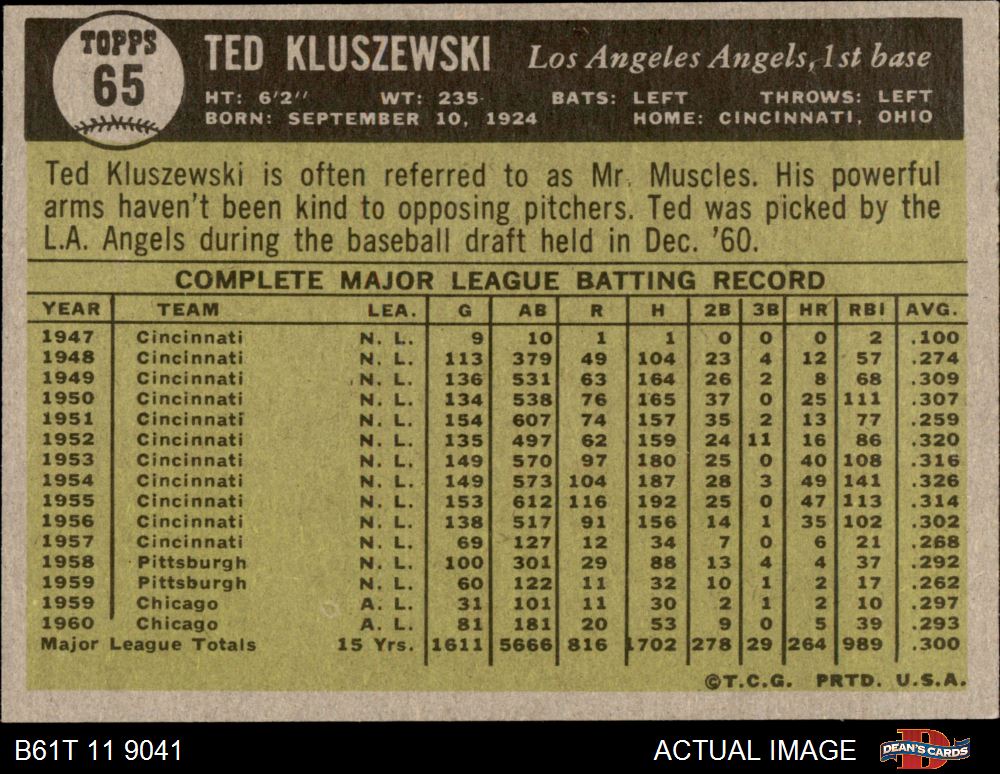 TOPPS
65
TED KLUSZEWSKI Los Angeles Angels, 1st base
HT: 6'2" WT: 235 BATS: LEFT THROWS: LEFT
BORN: SEPTEMBER 10, 1924 HOME: CINCINNATI, OHIO
Ted Kluszewski is often referred to as Mr. Muscles. His powerful
arms haven't been kind to opposing pitchers. Ted was picked by the
L.A. Angels during the baseball draft held in Dec. '60.
COMPLETE MAJOR LEAGUE BATTING RECORD
YEAR TEAM LEA. G AB R H 2B 3B HR RBI AVG.
1947 Cincinnati N. L. 9 10 1 1 0 0 0 2 .100
1948 Cincinnati N. L. 113 379 49 104 23 4 12 57 .274
1949 Cincinnati N. L. 136 531 63 164 26 2 8 68 .309
1950 Cincinnati N. L. 134 538 76 165 37 0 25 111 .307
1951 Cincinnati N. L. 154 607 74 157 35 2 13 77 .259
1952 Cincinnati N. L. 135 497 62 159 24 11 16 86 .320
1953 Cincinnati N. L. 149 570 97 180 25 0 40 108 .316
1954 Cincinnati N. L. 149 573 104 187 28 3 49 141 .326
1955 Cincinnati N. L. 153 612 116 192 25 0 47 113 .314
1956 Cincinnati N. L. 138 517 91 156 14 1 35 102 .302
1957 Cincinnati N. L. 69 127 12 34 7 0 6 21 .268
1958 Pittsburgh N. L. 100 301 29 88 13 4 4 37 .292
1959 Pittsburgh N. L. 60 122 11 32 10 1 2 17 .262
1959 Chicago A. L. 31 101 11 30 2 1 2 10 .297
1960 Chicago A. L. 81 181 20 53 9 0 5 39 .293
Major League Totals 15 Yrs. 1611 5666 816 1702 278 29 264 989 .300
©T.C.G. PRTD. U.S.A.
B61T 11 9041 ACTUAL IMAGE DEAN'S CARDS